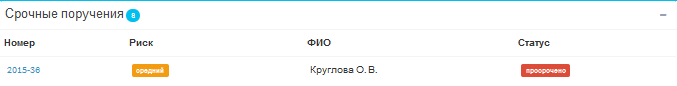 Срочные поручения 8
Номер Риск ФИО Статус
2015-36 средний Круглова О. В. просрочено